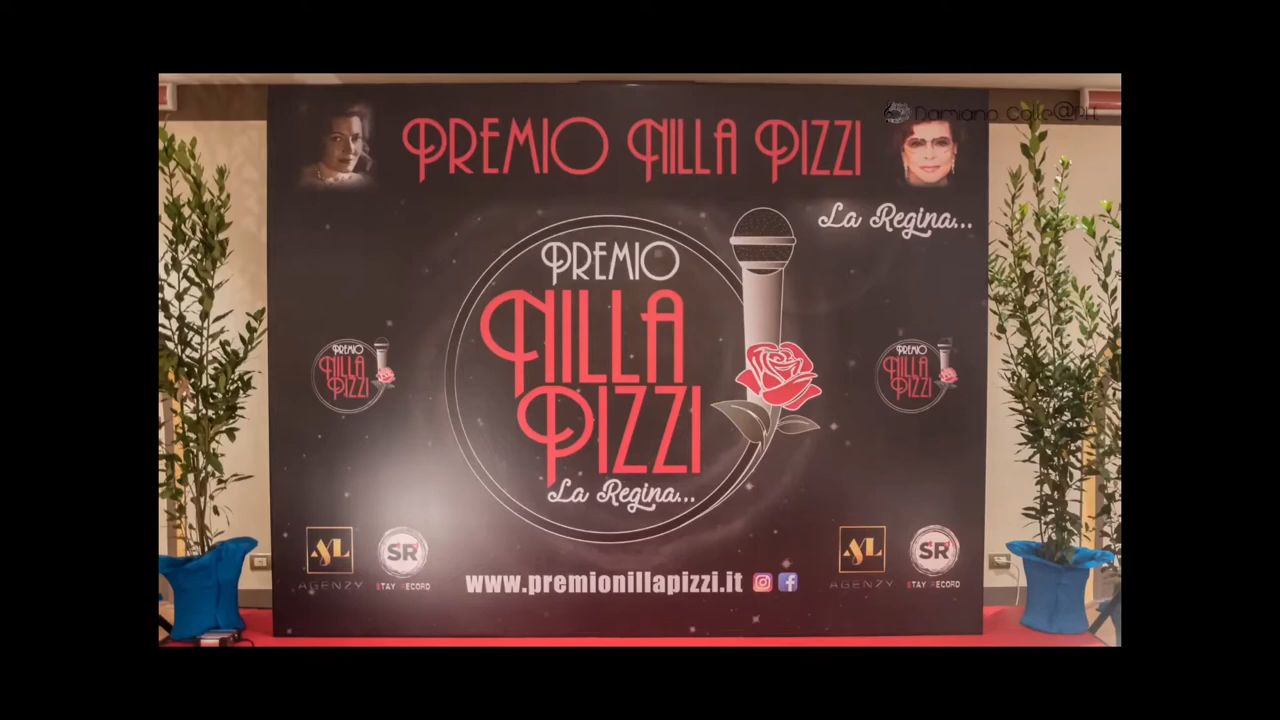 Damiano Colle@PH
PREMIO NILLA PIZZI
La Regina...
PREMIO
NILLA
PIZZI
La Regina...
PREMIO
NILLA
PIZZI
PREMIO
NILLA
PIZZI
AL
AGENZY
SR
STAY RECORD
www.premionillapizzi.it
AL
AGENZY
SR
STAY RECORD